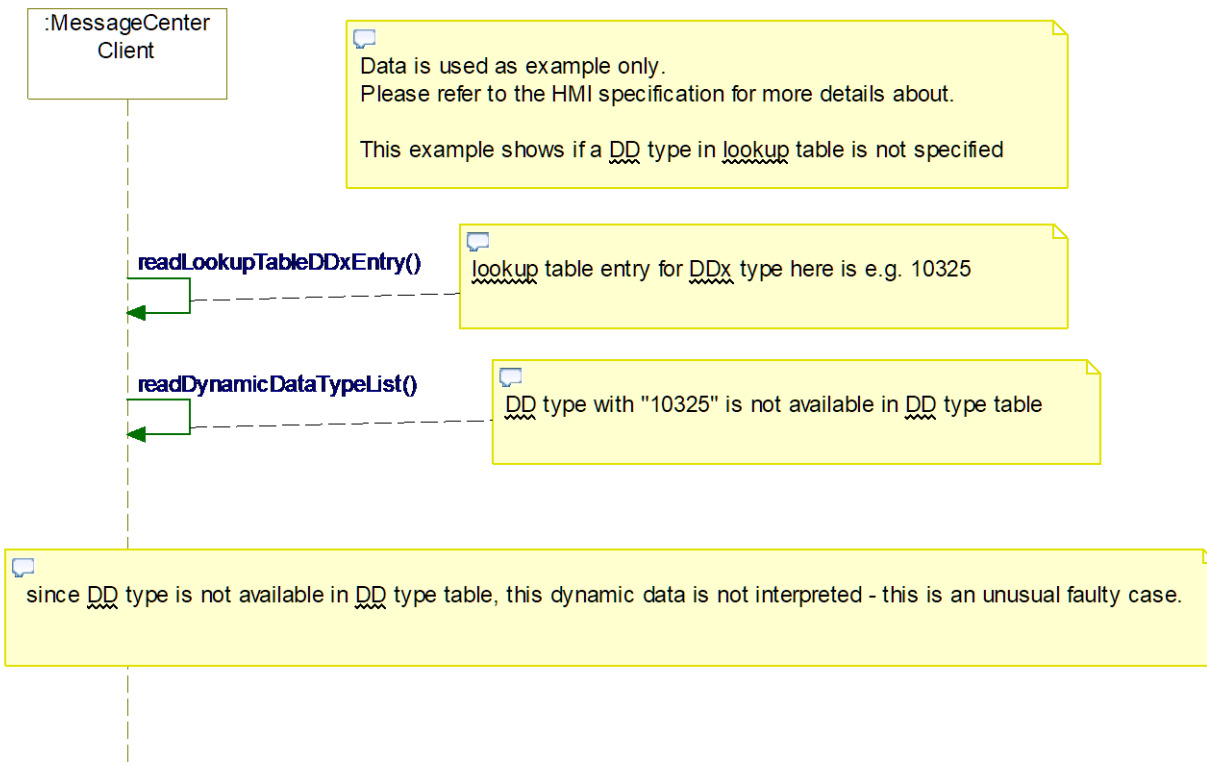 :MessageCenter
Client
Data is used as example only.
Please refer to the HMI specification for more details about.
This example shows if a DD type in lookup table is not specified
readLookupTableDDxEntry()
lookup table entry for DDx type here is e.g. 10325
readDynamicDataTypeList()
DD type with "10325" is not available in DD type table
since DD type is not available in DD type table, this dynamic data is not interpreted - this is an unusual faulty case.